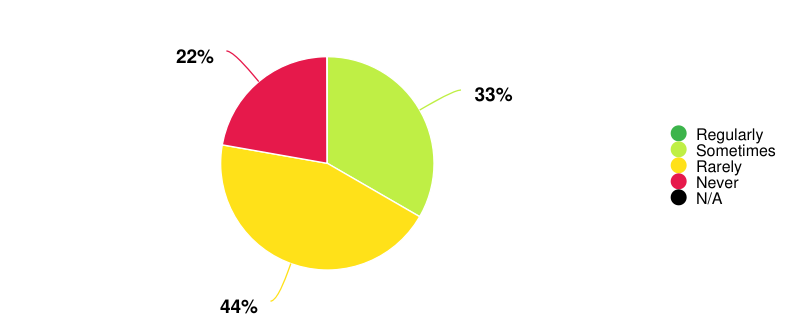 22%
33%
44%
Regularly
Sometimes
Rarely
Never
N/A